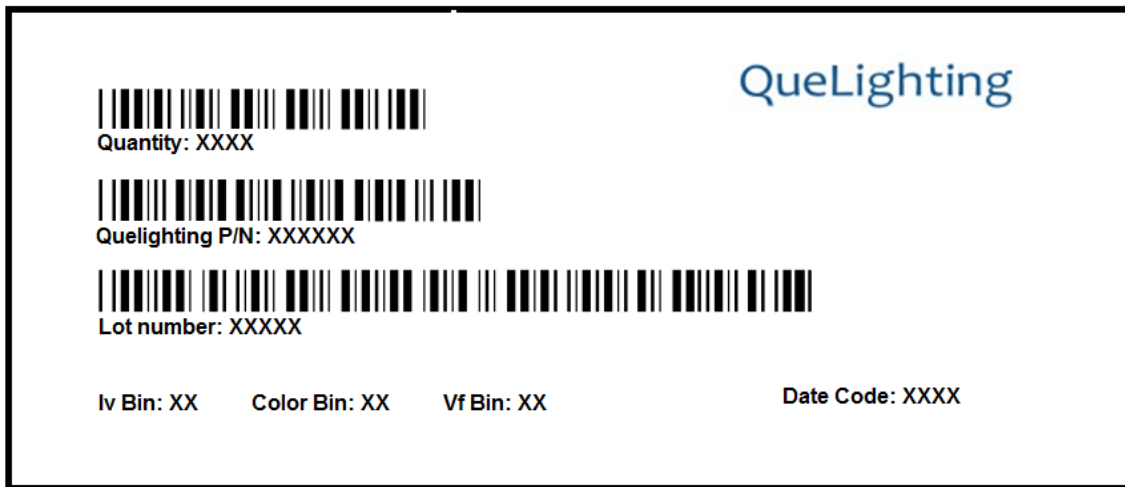 QueLighting
Quantity: XXXX
Quelighting P/N: XXXXXX
Lot number: XXXXX
Iv Bin: XX Color Bin: XX Vf Bin: XX Date Code: XXXX